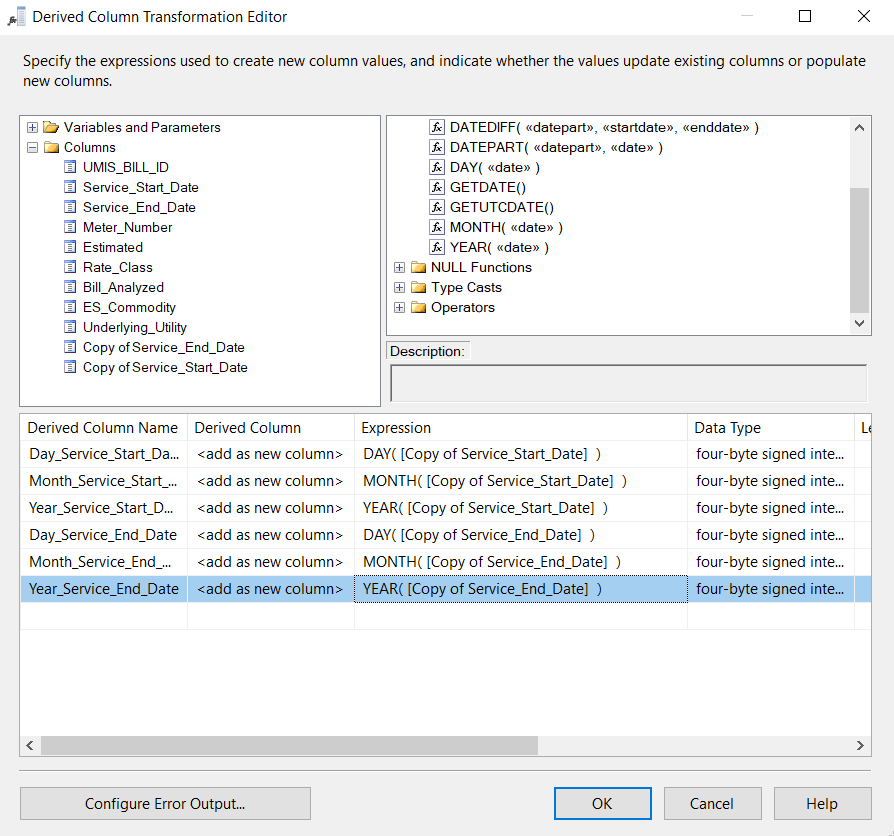 Derived Column Transformation Editor
Specify the expressions used to create new column values, and indicate whether the values update existing columns or populate
new columns.
Variables and Parameters
Columns
UMIS_BILL_ID
Service_Start_Date
Service_End_Date
Meter_Number
Estimated
Rate_Class
Bill_Analyzed
ES_Commodity
Underlying_Utility
Copy of Service_End_Date
Copy of Service_Start_Date
DATEDIFF( «datepart», «startdate», «enddate» )
DATEPART( «datepart», «date» )
DAY( «date» )
GETDATE()
GETUTCDATE()
MONTH( «date» )
YEAR( «date» )
NULL Functions
Type Casts
Operators
Description:
Derived Column Name Derived Column Expression Data Type Le
Day_Service_Start_Da... <add as new column> DAY( [Copy of Service_Start_Date] ) four-byte signed inte...
Month_Service_Start_... <add as new column> MONTH( [Copy of Service_Start_Date] ) four-byte signed inte...
Year_Service_Start_D... <add as new column> YEAR( [Copy of Service_Start_Date] ) four-byte signed inte...
Day_Service_End_Date <add as new column> DAY( [Copy of Service_End_Date] ) four-byte signed inte...
Month_Service_End_... <add as new column> MONTH( [Copy of Service_End_Date] ) four-byte signed inte...
Year_Service_End_Date <add as new column> YEAR( [Copy of Service_End_Date] ) four-byte signed inte...
Configure Error Output... OK Cancel Help